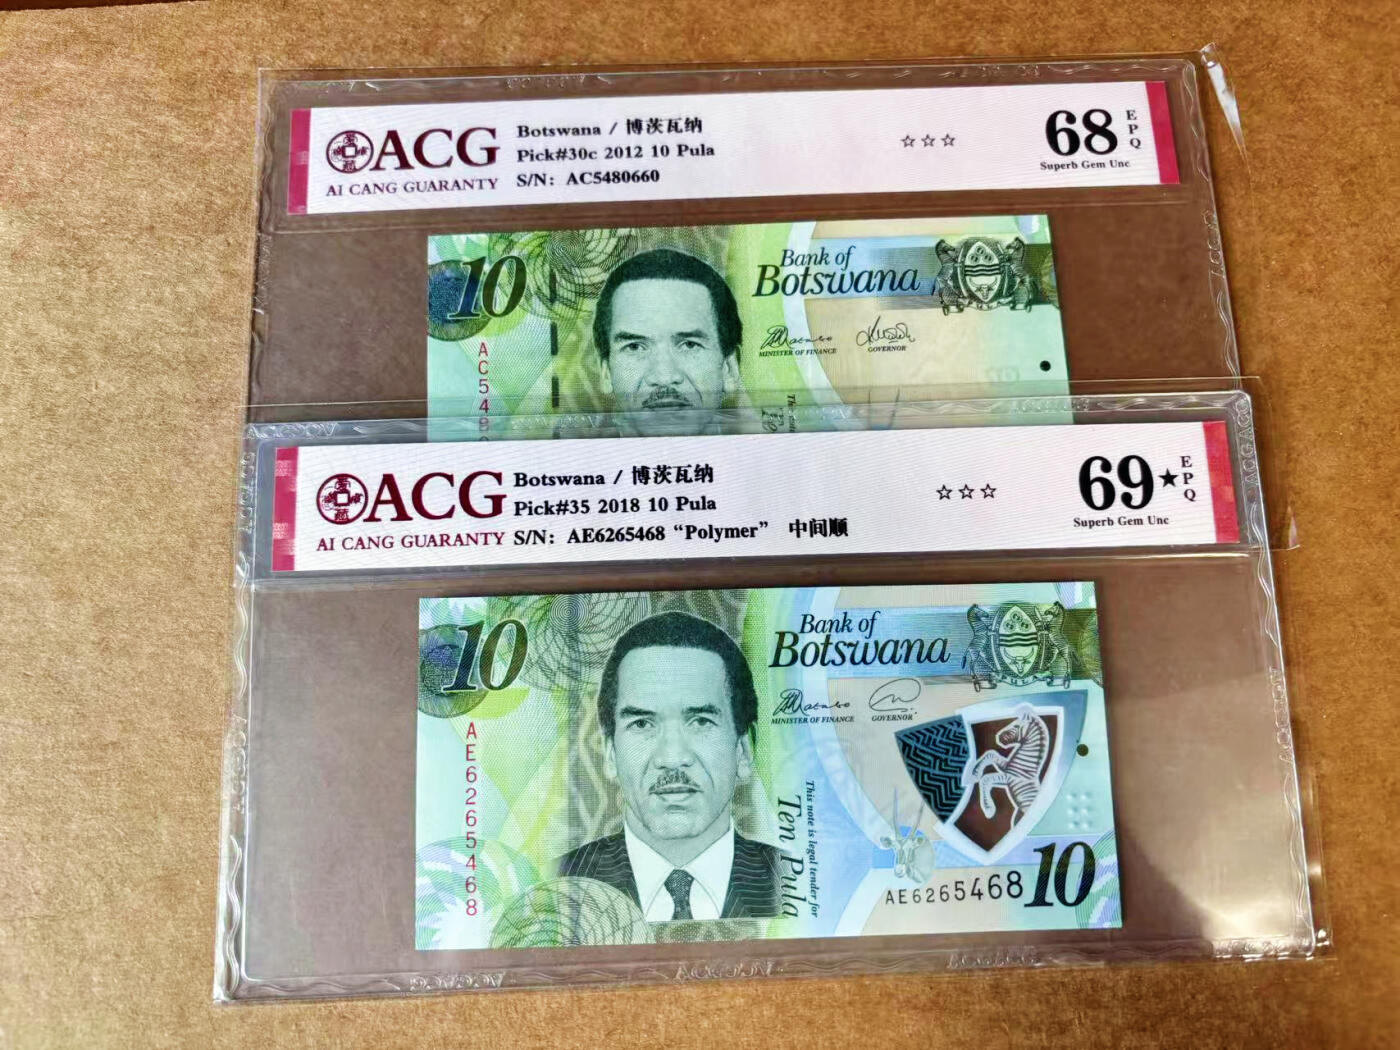 ACG
AI CANG GUARANTY
Botswana / 博茨瓦纳
Pick#30c 2012 10 Pula
S/N: AC5480660
☆☆☆
68
EPQ
Superb Gem Unc
10
Bank of
Botswana
MINISTER OF FINANCE
GOVERNOR
AC548
ACG
AI CANG GUARANTY
Botswana / 博茨瓦纳
Pick#35 2018 10 Pula
S/N: AE6265468 “Polymer” 中间顺
☆☆☆
69★
EPQ
Superb Gem Unc
10
Bank of
Botswana
PULA
MINISTER OF FINANCE
GOVERNOR
AE6265468
This note is legal tender for
Ten Pula
AE6265468
10